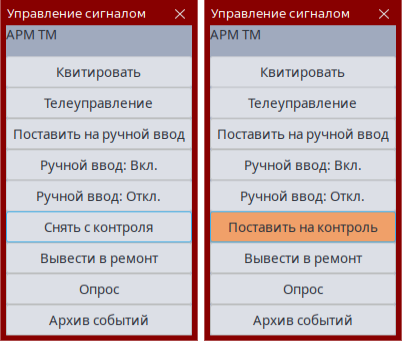 Управление сигналом
АРМ ТМ
Квитировать
Телеуправление
Поставить на ручной ввод
Ручной ввод: Вкл.
Ручной ввод: Откл.
Снять с контроля
Вывести в ремонт
Опрос
Архив событий
Управление сигналом
АРМ ТМ
Квитировать
Телеуправление
Поставить на ручной ввод
Ручной ввод: Вкл.
Ручной ввод: Откл.
Поставить на контроль
Вывести в ремонт
Опрос
Архив событий